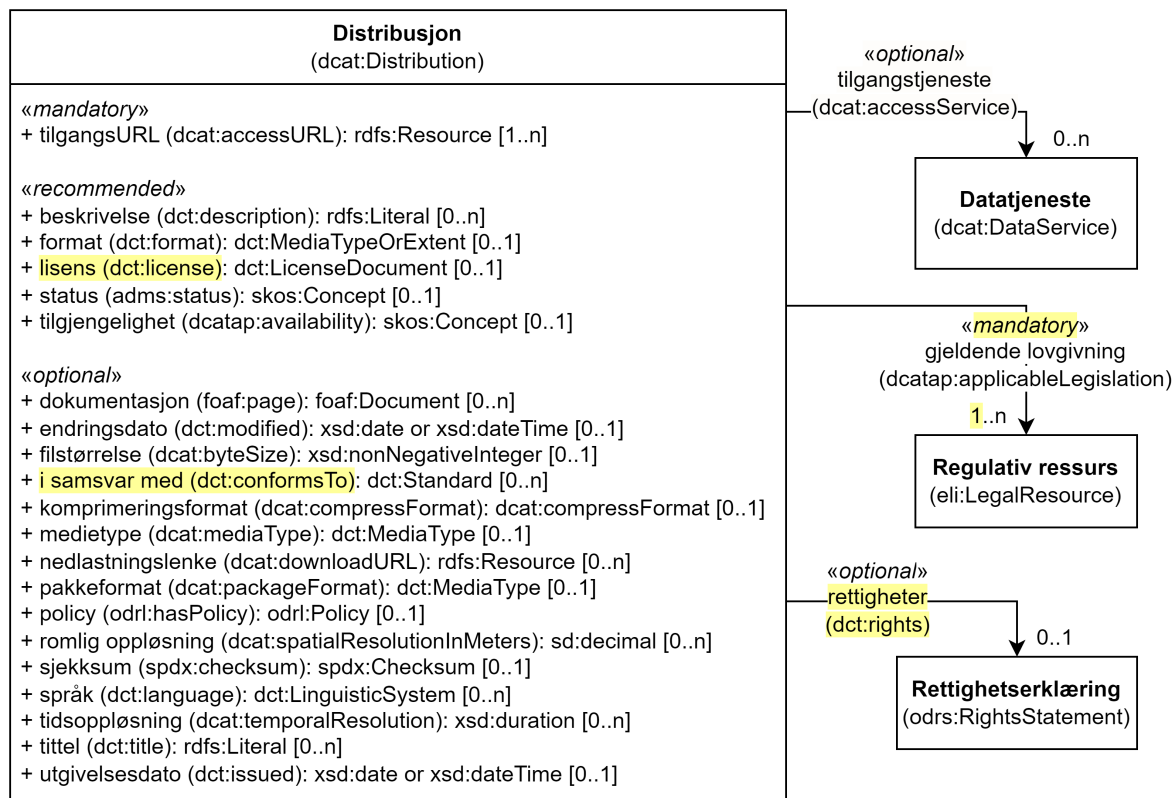 Distribusjon
(dcat:Distribution)
«mandatory»
+ tilgangsURL (dcat:accessURL): rdfs:Resource [1..n]
«recommended»
+ beskrivelse (dct:description): rdfs:Literal [0..n]
+ format (dct:format): dct:MediaTypeOrExtent [0..1]
+ lisens (dct:license): dct:LicenseDocument [0..1]
+ status (adms:status): skos:Concept [0..1]
+ tilgjengelighet (dcatap:availability): skos:Concept [0..1]
«optional»
+ dokumentasjon (foaf:page): foaf:Document [0..n]
+ endringsdato (dct:modified): xsd:date or xsd:dateTime [0..1]
+ filstørrelse (dcat:byteSize): xsd:nonNegativeInteger [0..1]
+ i samsvar med (dct:conformsTo): dct:Standard [0..n]
+ komprimeringsformat (dcat:compressFormat): dcat:compressFormat [0..1]
+ medietype (dcat:mediaType): dct:MediaType [0..1]
+ nedlastningslenke (dcat:downloadURL): rdfs:Resource [0..n]
+ pakkeformat (dcat:packageFormat): dct:MediaType [0..1]
+ policy (odrl:hasPolicy): odrl:Policy [0..1]
+ romlig oppløsning (dcat:spatialResolutionInMeters): sd:decimal [0..n]
+ sjekksum (spdx:checksum): spdx:Checksum [0..1]
+ språk (dct:language): dct:LinguisticSystem [0..n]
+ tidsoppløsning (dcat:temporalResolution): xsd:duration [0..n]
+ tittel (dct:title): rdfs:Literal [0..n]
+ utgivelsesdato (dct:issued): xsd:date or xsd:dateTime [0..1]
«optional»
tilgangstjeneste
(dcat:accessService)
0..n
Datatjeneste
(dcat:DataService)
«mandatory»
gjeldende lovgivning
(dcatap:applicableLegislation)
1..n
Regulativ ressurs
(eli:LegalResource)
«optional»
rettigheter
(dct:rights)
0..1
Rettighetserklæring
(odrs:RightsStatement)